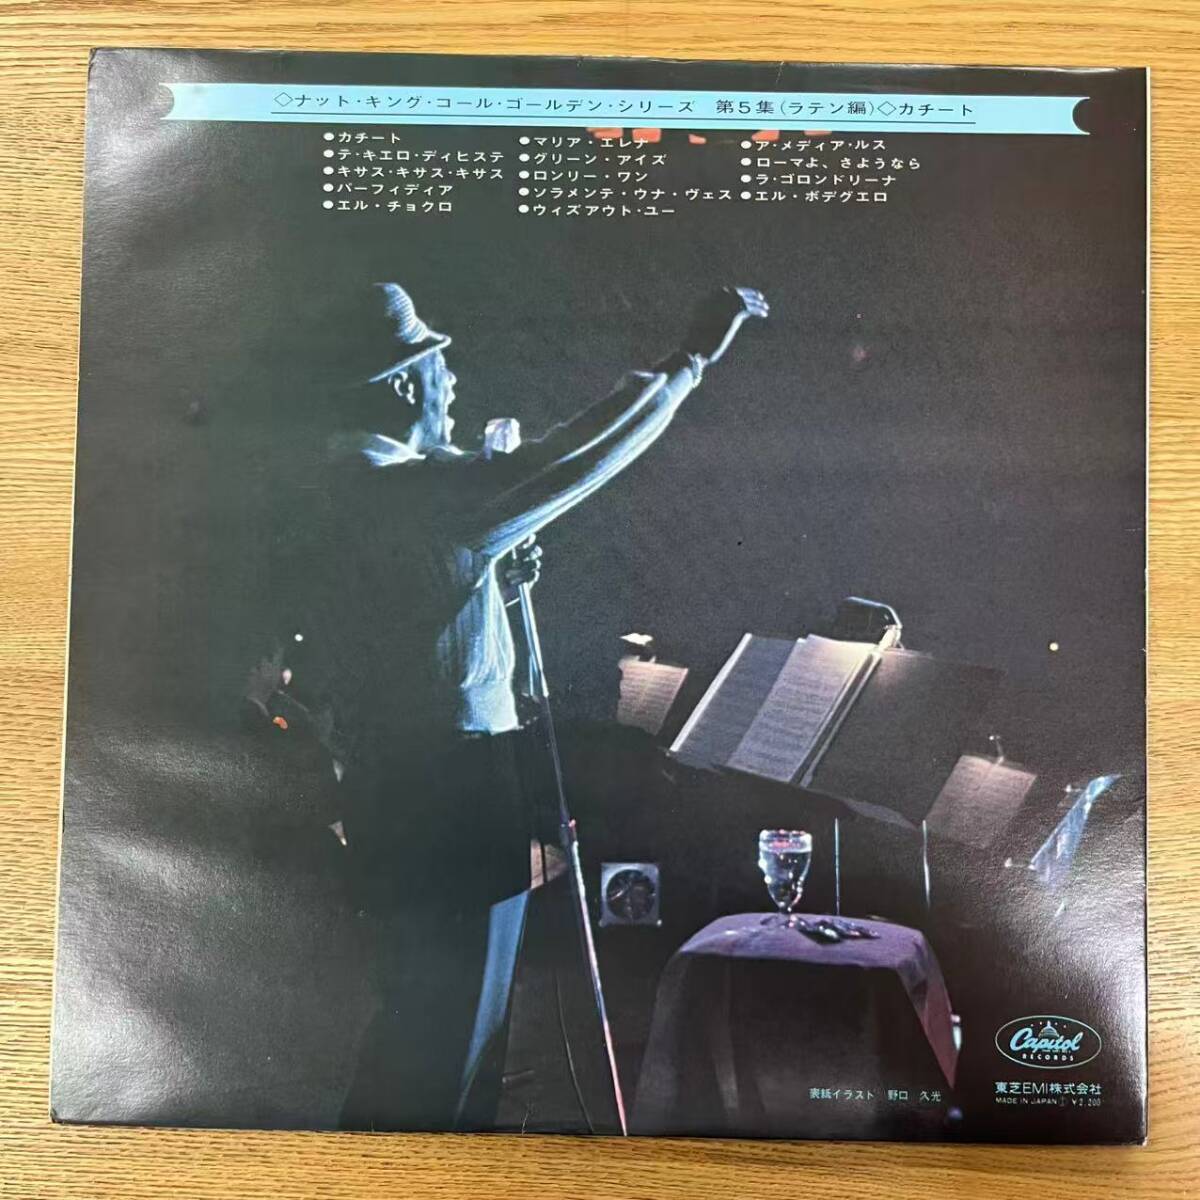 ◇ナット・キング・コール・ゴールデン・シリーズ 第5集(ラテン編)◇カチート
●カチート
●テ・キエロ・ディヒステ
●キサス・キサス・キサス
●パーフィディア
●エル・チョクロ
●マリア・エレナ
●グリーン・アイズ
●ロンリー・ワン
●ソラメンテ・ウナ・ヴェス
●ウィズアウト・ユー
●ア・メディア・ルス
●ローマよ、さようなら
●ラ・ゴロンドリーナ
●エル・ボデグエロ
Capitol
RECORDS
東芝EMI株式会社
MADE IN JAPAN Ⓛ ¥2,200
表紙イラスト 野口 久光